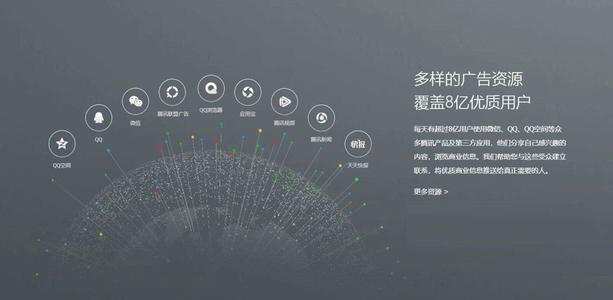 多样的广告资源
覆盖8亿优质用户
每天有超过8亿用户使用微信、QQ、QQ空间等众
多腾讯产品及第三方应用，他们分享自己感兴趣的
内容，浏览商业信息。我们帮助您与这些受众建立
联系，将优质商业信息推送给真正需要的人。
更多资源 >
QQ空间
QQ
微信
腾讯联盟广告
QQ浏览器
应用宝
腾讯视频
腾讯新闻
快报
天天快报